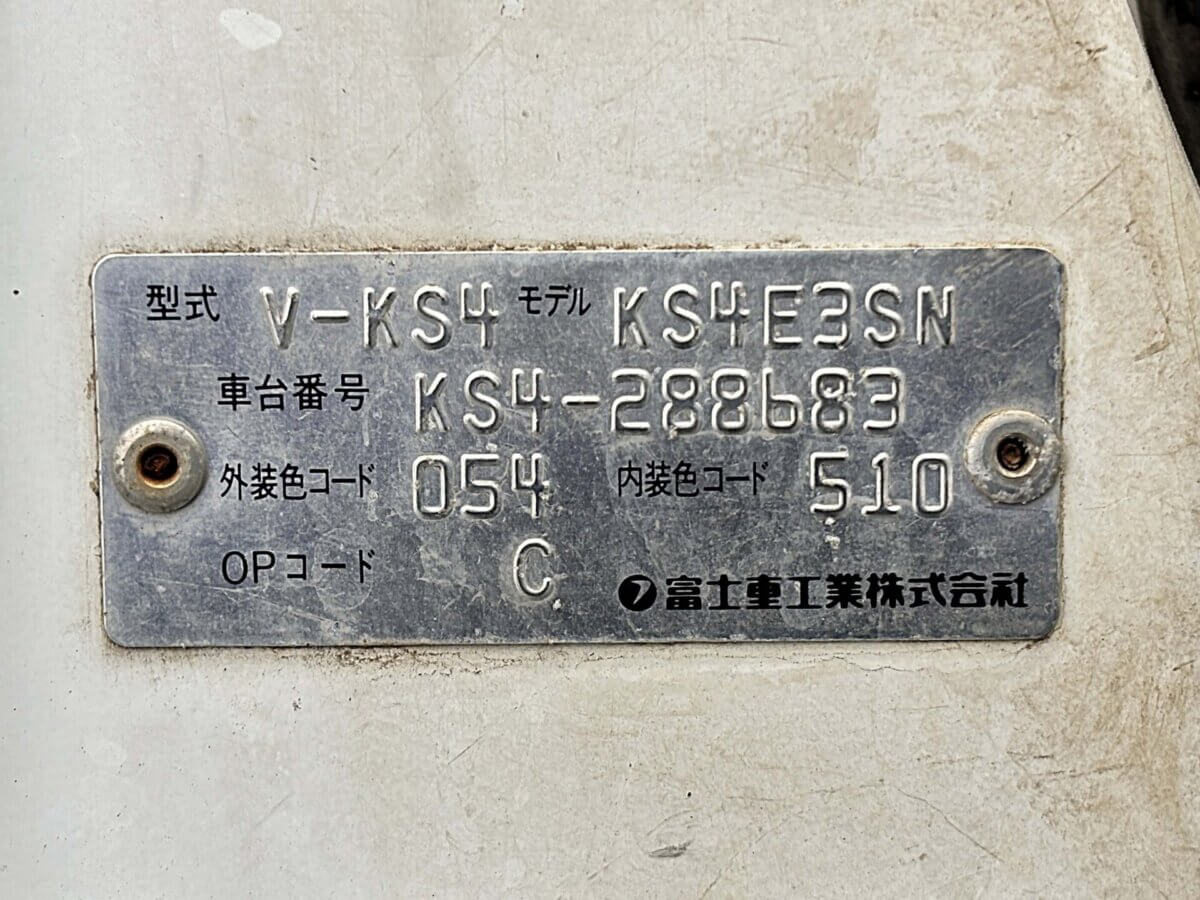 型式 V-KS4 モデル KS4E3SN
車台番号 KS4-288683
外装色コード 054 内装色コード 510
OPコード C フ富士重工業株式会社